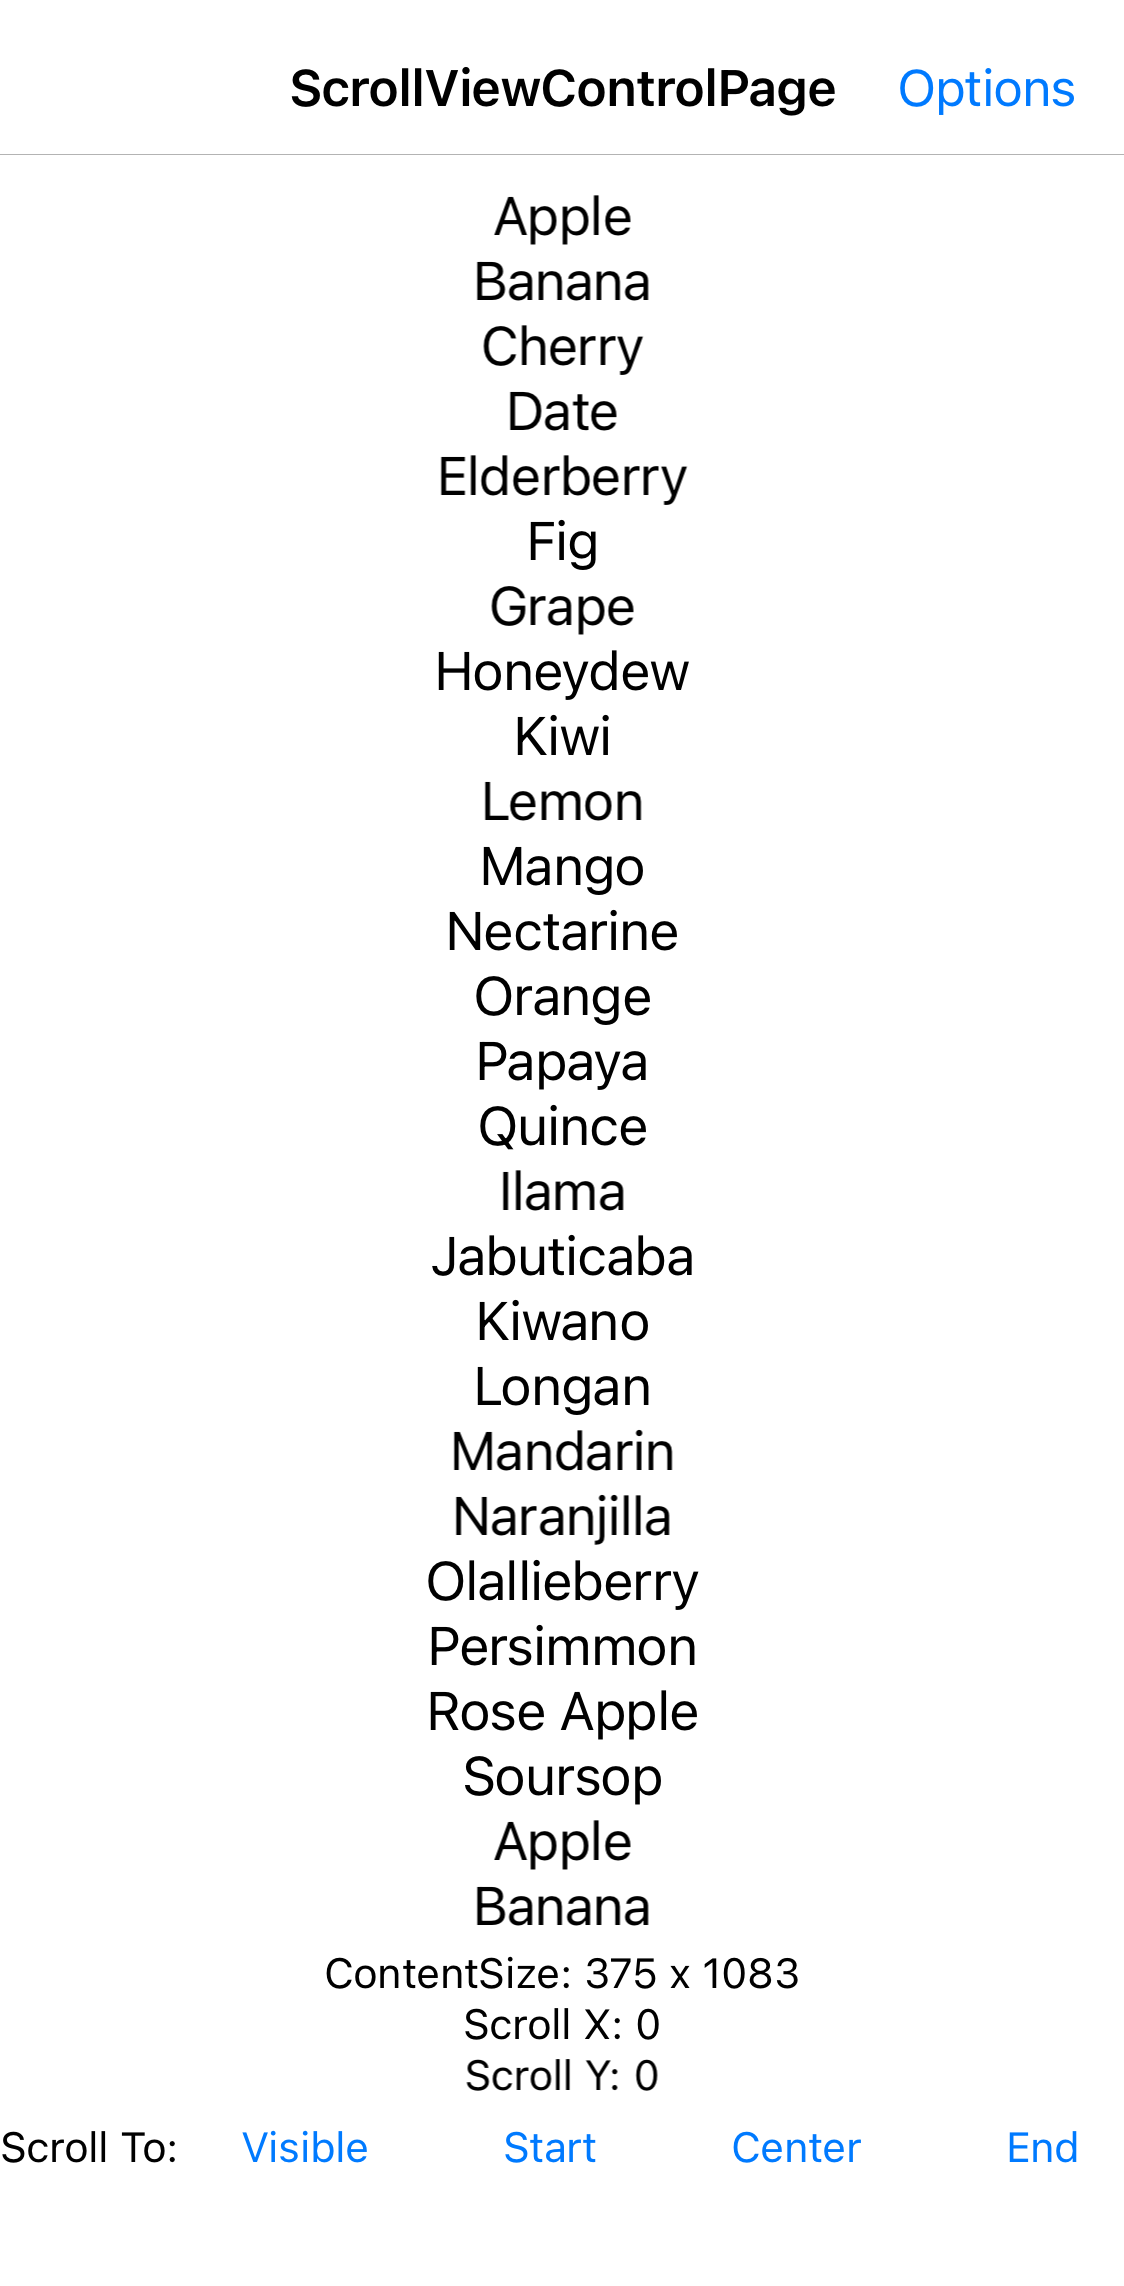 ScrollViewControlPage Options
Apple
Banana
Cherry
Date
Elderberry
Fig
Grape
Honeydew
Kiwi
Lemon
Mango
Nectarine
Orange
Papaya
Quince
Ilama
Jabuticaba
Kiwano
Longan
Mandarin
Naranjilla
Olallieberry
Persimmon
Rose Apple
Soursop
Apple
Banana
ContentSize: 375 x 1083
Scroll X: 0
Scroll Y: 0
Scroll To: Visible Start Center End